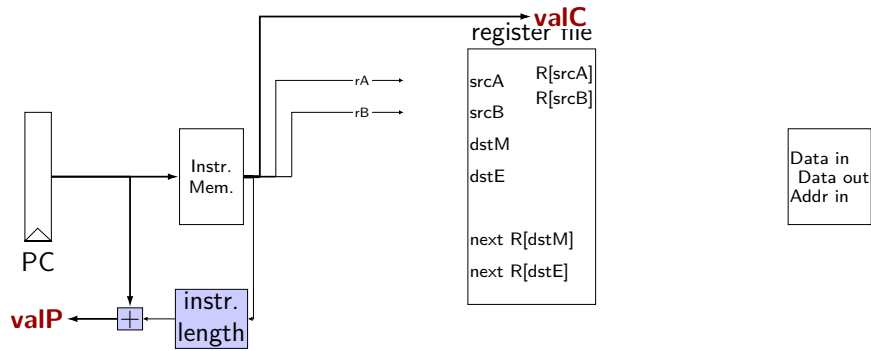 valC
register file
rA
rB
srcA
R[srcA]
srcB
R[srcB]
dstM
dstE
next R[dstM]
next R[dstE]
Instr.
Mem.
Data in
Data out
Addr in
PC
instr.
length
+
valP